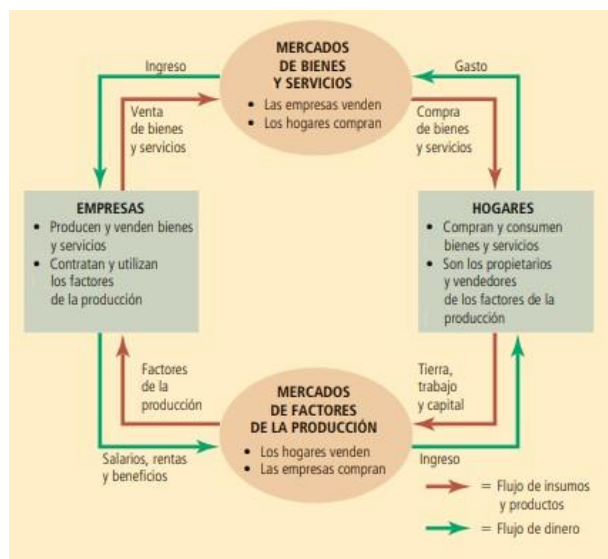 MERCADOS
DE BIENES
Y SERVICIOS
• Las empresas venden
• Los hogares compran
Ingreso
Gasto
Venta
de bienes
y servicios
Compra
de bienes
y servicios
EMPRESAS
• Producen y venden bienes
y servicios
• Contratan y utilizan
los factores
de la producción
HOGARES
• Compran y consumen
bienes y servicios
• Son los propietarios
y vendedores
de los factores de la
producción
Factores
de la
producción
Tierra,
trabajo
y capital
MERCADOS
DE FACTORES
DE LA PRODUCCIÓN
• Los hogares venden
• Las empresas compran
Salarios, rentas
y beneficios
Ingreso
= Flujo de insumos
y productos
= Flujo de dinero